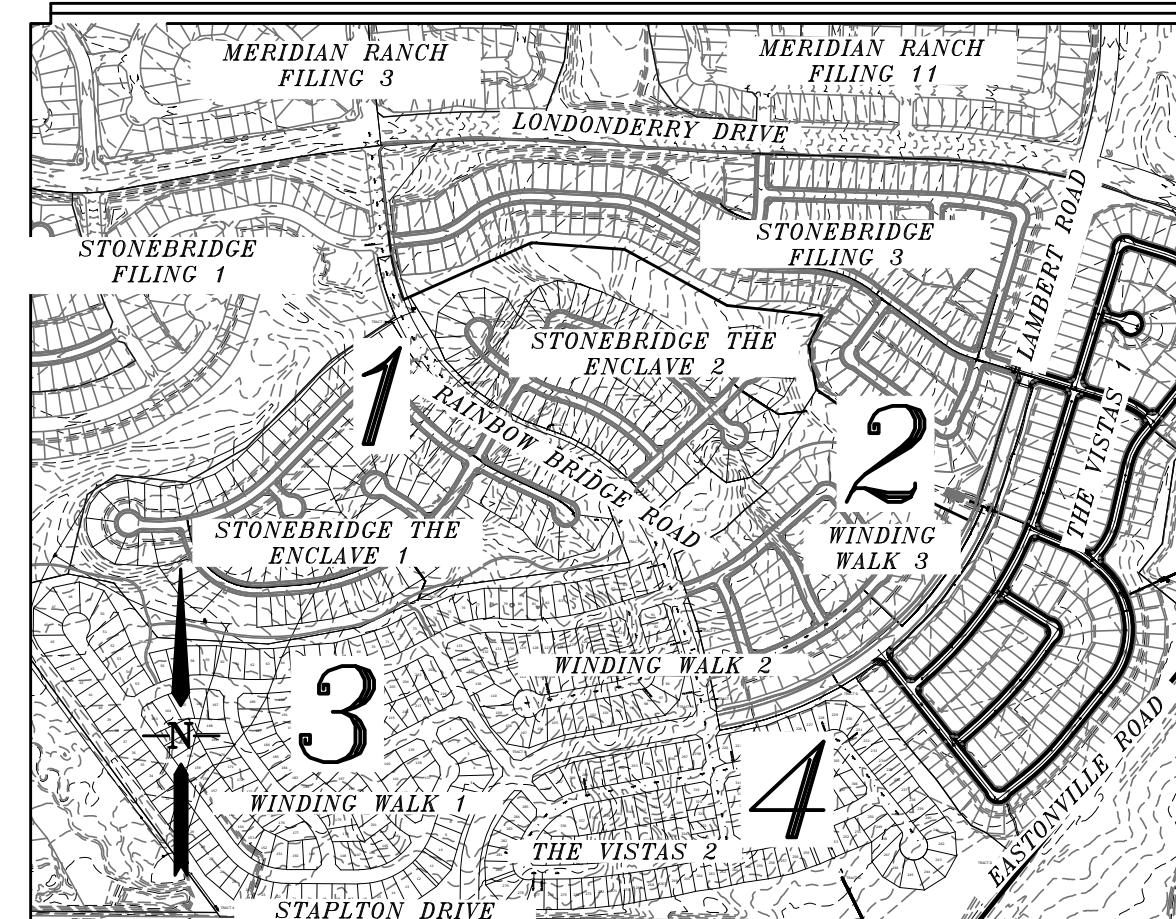 MERIDIAN RANCH
FILING 3
MERIDIAN RANCH
FILING 11
LONDONDERRY DRIVE
STONEBRIDGE
FILING 1
STONEBRIDGE
FILING 3
LAMBERT ROAD
STONEBRIDGE THE
ENCLAVE 2
1
RAINBOW BRIDGE ROAD
2
THE VISTAS 1
STONEBRIDGE THE
ENCLAVE 1
WINDING
WALK 3
WINDING WALK 2
3
N
4
EASTONVILLE ROAD
WINDING WALK 1
THE VISTAS 2
STAPLTON DRIVE